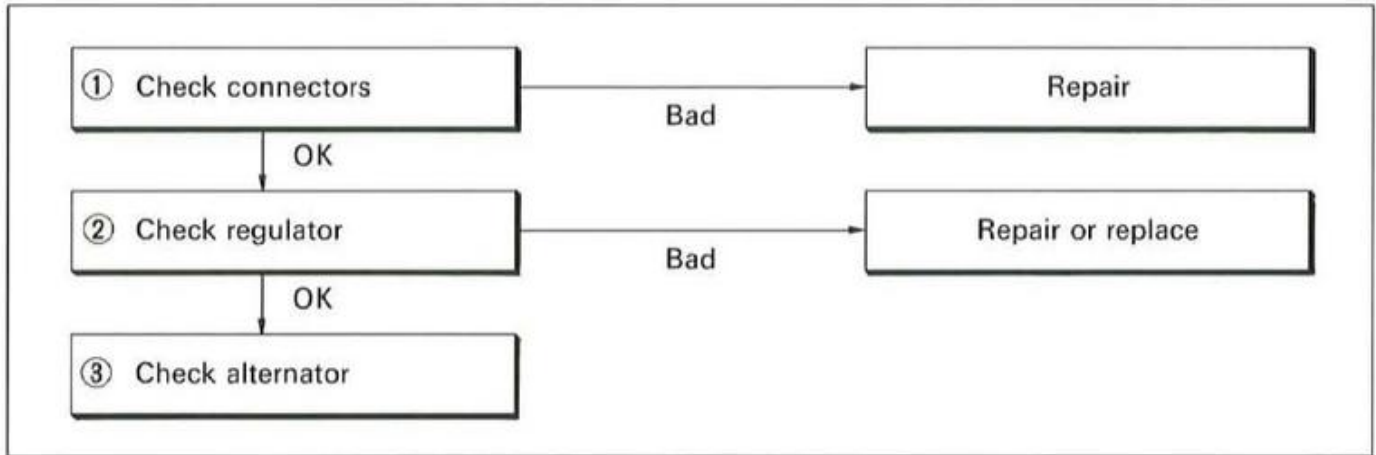 ① Check connectors
Bad
Repair
OK
② Check regulator
Bad
Repair or replace
OK
③ Check alternator